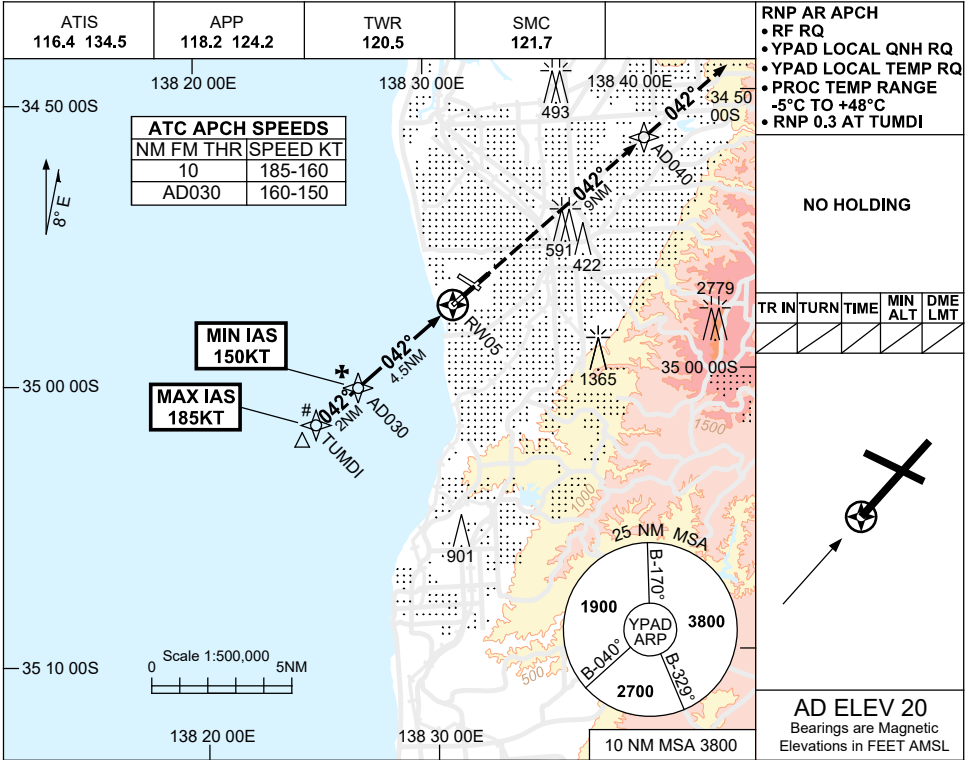 ATIS
116.4 134.5
APP
118.2 124.2
TWR
120.5
SMC
121.7
RNP AR APCH
• RF RQ
• YPAD LOCAL QNH RQ
• YPAD LOCAL TEMP RQ
• PROC TEMP RANGE
-5°C TO +48°C
• RNP 0.3 AT TUMDI
NO HOLDING
TR IN
TURN
TIME
MIN ALT
DME LMT
138 20 00E
138 30 00E
138 40 00E
34 50 00S
34 50
00S
ATC APCH SPEEDS
NM FM THR SPEED KT
10 185-160
AD030 160-150
8° E
493
042°
AD040
042°
9NM
591
422
2779
RW05
MIN IAS
150KT
042°
4.5NM
1365
35 00 00S
35 00 00S
MAX IAS
185KT
#
042°
2NM
AD030
TUMDI
1500
1000
901
25 NM MSA
B-170°
1900
YPAD
ARP
3800
B-040°
B-329°
2700
500
35 10 00S
Scale 1:500,000
0 5NM
138 20 00E
138 30 00E
10 NM MSA 3800
AD ELEV 20
Bearings are Magnetic
Elevations in FEET AMSL